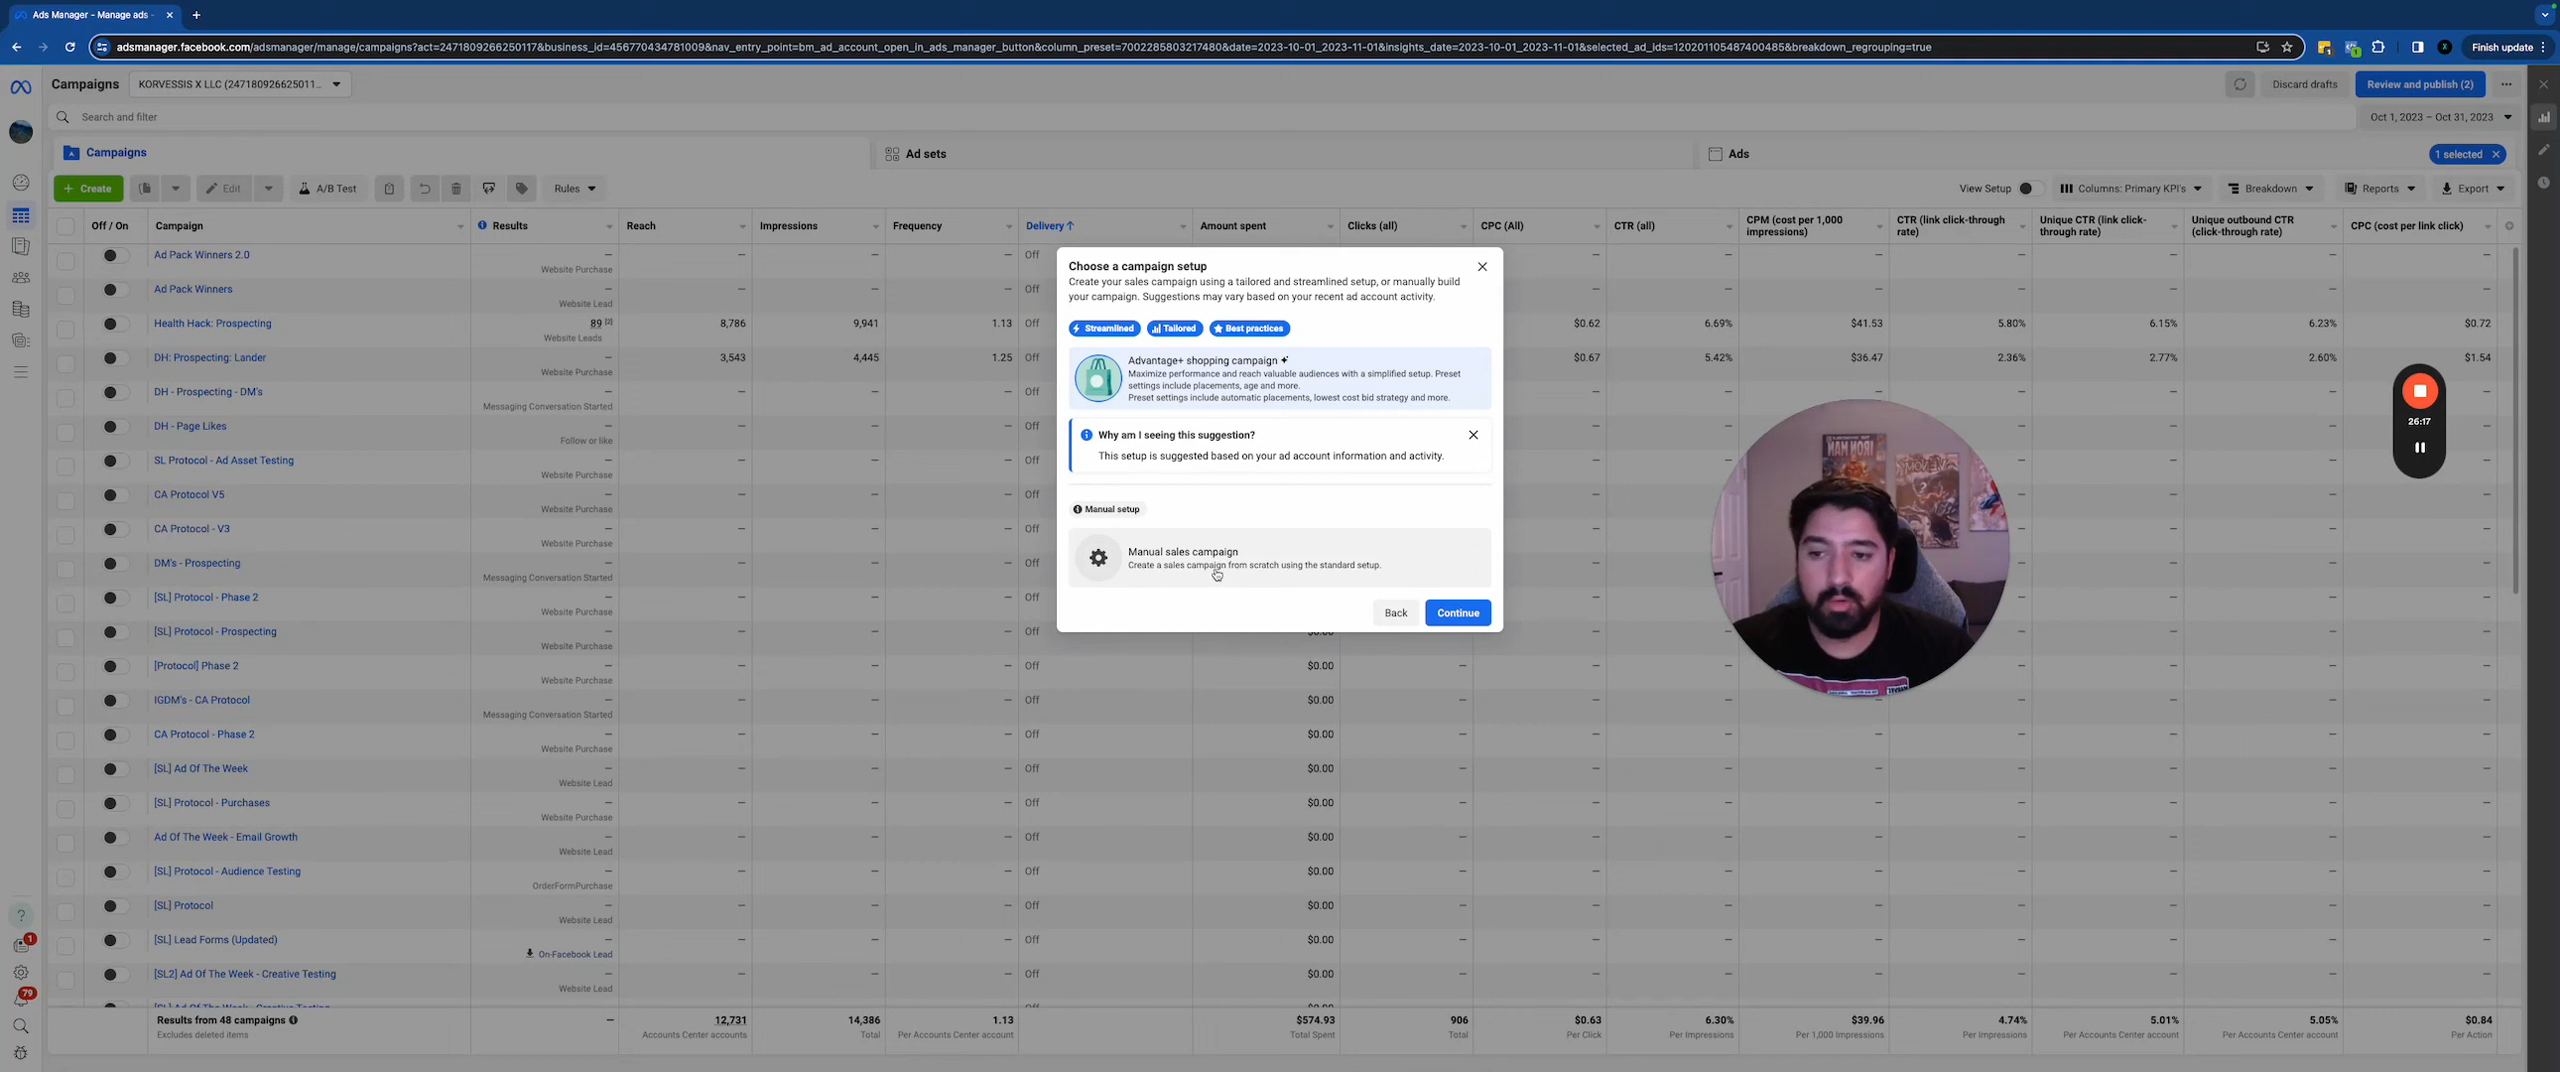 Ads Manager - Manage ads -
adsmanager.facebook.com/adsmanager/manage/campaigns?act=2471809266250117&business_id=456770434781009&nav_entry_point=bm_ad_account_open_in_ads_manager_button&column_preset=7002285803217480&date=2023-10-01_2023-11-01&insights_date=2023-10-01_2023-11-01&selected_ad_ids=120201105487400485&breakdown_regrouping=true
Finish update
Campaigns
KORVESSIS X LLC (24718092662501 1...
Discard drafts
Review and publish (2)
Search and filter
Oct 1, 2023 – Oct 31, 2023
Campaigns
Ad sets
Ads
1 selected
+ Create
Edit
A/B Test
Rules
View Setup
Columns: Primary KPI's
Breakdown
Reports
Export
Off / On
Campaign
Results
Reach
Impressions
Frequency
Delivery ↑
Amount spent
Clicks (all)
CPC (All)
CTR (all)
CPM (cost per 1,000 impressions)
CTR (link click-through rate)
Unique CTR (link click-through rate)
Unique outbound CTR (click-through rate)
CPC (cost per link click)
Ad Pack Winners 2.0 — — — — Off — — — — — —
Website Purchase
Ad Pack Winners — — — — Off — — — — — —
Website Lead
Health Hack: Prospecting 89 [2] 8,786 9,941 1.13 Off $0.62 6.69% $41.53 5.80% 6.15% 6.23% $0.72
Website Leads
DH: Prospecting: Lander — 3,543 4,445 1.25 Off $0.67 5.42% $36.47 2.36% 2.77% 2.60% $1.54
Website Purchase
DH - Prospecting - DM's — — — — Off
Messaging Conversation Started
DH - Page Likes — — — — Off
Follow or like
SL Protocol - Ad Asset Testing — — — — Off
Website Purchase
CA Protocol V5 — — — — Off
Website Purchase
CA Protocol - V3 — — — — Off
Website Purchase
DM's - Prospecting — — — — Off
Messaging Conversation Started
[SL] Protocol - Phase 2 — — — — Off
Website Purchase
[SL] Protocol - Prospecting — — — — Off $0.00
Website Purchase
[Protocol] Phase 2 — — — — Off $0.00
Website Purchase
IGDM's - CA Protocol — — — — Off $0.00
Messaging Conversation Started
CA Protocol - Phase 2 — — — — Off $0.00
Website Purchase
[SL] Ad Of The Week — — — — Off $0.00
Website Lead
[SL] Protocol - Purchases — — — — Off $0.00
Website Purchase
Ad Of The Week - Email Growth — — — — Off $0.00
Website Lead
[SL] Protocol - Audience Testing — — — — Off $0.00
OrderFormPurchase
[SL] Protocol — — — — Off $0.00
Website Lead
[SL] Lead Forms (Updated) — — — — Off $0.00
On-Facebook Lead
[SL2] Ad Of The Week - Creative Testing — — — — Off $0.00
Website Lead
[SL] Ad Of The Week - Creative Testing Off $0.00
Results from 48 campaigns — 12,731 14,386 1.13 $574.93 906 $0.63 6.30% $39.96 4.74% 5.01% 5.05% $0.84
Excludes deleted items Accounts Center accounts Total Per Accounts Center account Total Spent Total Per Click Per Impressions Per 1,000 Impressions Per Impressions Per Accounts Center account Per Accounts Center account Per Action
Choose a campaign setup
Create your sales campaign using a tailored and streamlined setup, or manually build
your campaign. Suggestions may vary based on your recent ad account activity.
Streamlined
Tailored
Best practices
Advantage+ shopping campaign
Maximize performance and reach valuable audiences with a simplified setup. Preset
settings include placements, age and more.
Preset settings include automatic placements, lowest cost bid strategy and more.
Why am I seeing this suggestion?
This setup is suggested based on your ad account information and activity.
Manual setup
Manual sales campaign
Create a sales campaign from scratch using the standard setup.
Back
Continue
26:17
IRON MAN
1
79